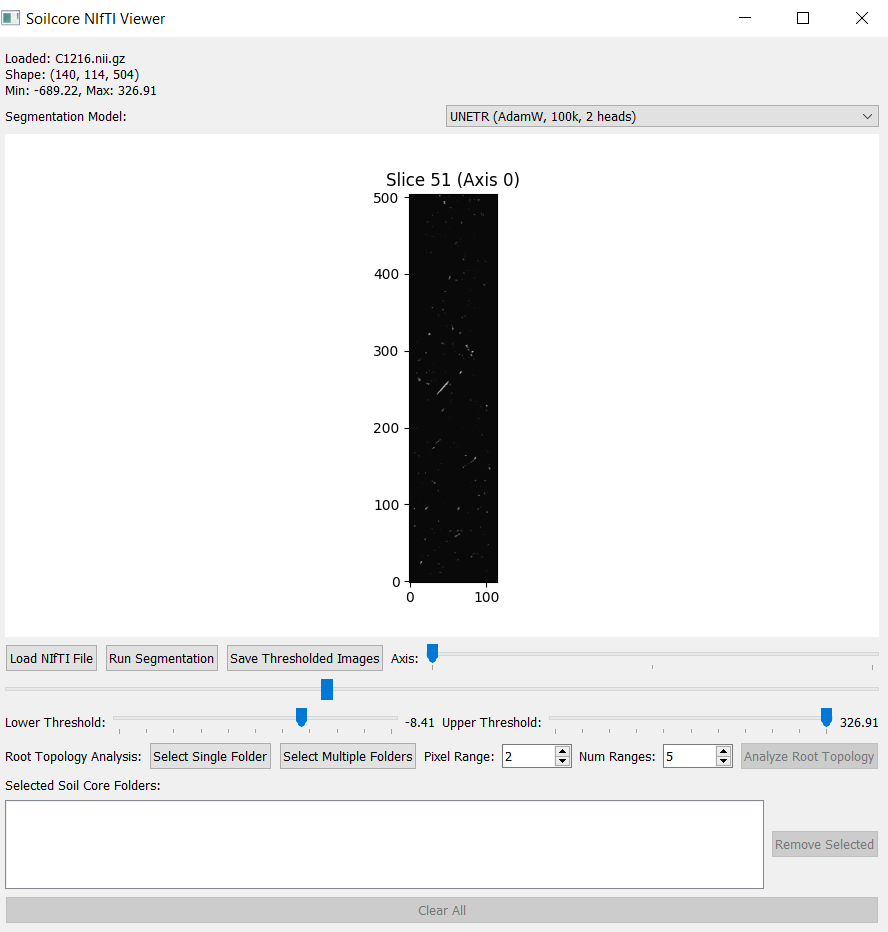 Soilcore NIfTI Viewer
Loaded: C1216.nii.gz
Shape: (140, 114, 504)
Min: -689.22, Max: 326.91
Segmentation Model: UNETR (AdamW, 100k, 2 heads)
Slice 51 (Axis 0)
500
400
300
200
100
0
0 100
Load NIfTI File Run Segmentation Save Thresholded Images Axis:
Lower Threshold: -8.41 Upper Threshold: 326.91
Root Topology Analysis: Select Single Folder Select Multiple Folders Pixel Range: 2 Num Ranges: 5 Analyze Root Topology
Selected Soil Core Folders:
Remove Selected
Clear All